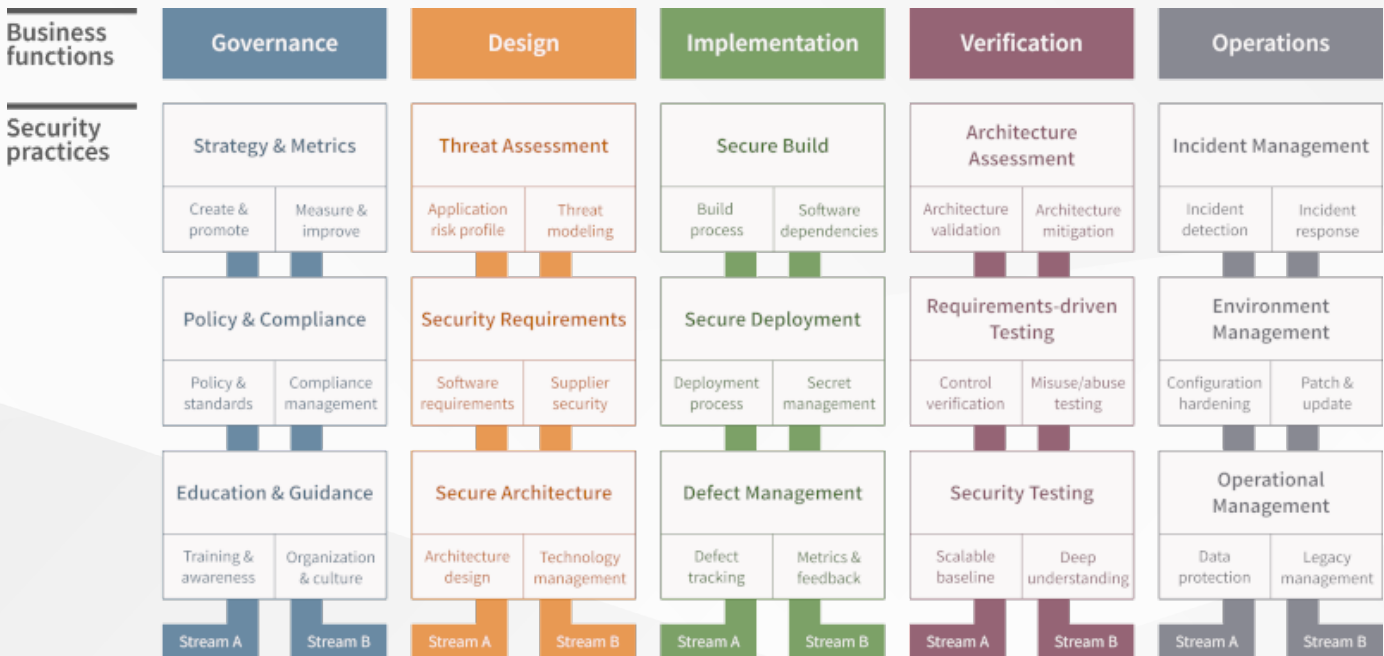 Business
functions
Governance
Design
Implementation
Verification
Operations
Security
practices
Strategy & Metrics
Threat Assessment
Secure Build
Architecture
Assessment
Incident Management
Create &
promote
Measure &
improve
Application
risk profile
Threat
modeling
Build
process
Software
dependencies
Architecture
validation
Architecture
mitigation
Incident
detection
Incident
response
Policy & Compliance
Security Requirements
Secure Deployment
Requirements-driven
Testing
Environment
Management
Policy &
standards
Compliance
management
Software
requirements
Supplier
security
Deployment
process
Secret
management
Control
verification
Misuse/abuse
testing
Configuration
hardening
Patch &
update
Education & Guidance
Secure Architecture
Defect Management
Security Testing
Operational
Management
Training &
awareness
Organization
& culture
Architecture
design
Technology
management
Defect
tracking
Metrics &
feedback
Scalable
baseline
Deep
understanding
Data
protection
Legacy
management
Stream A
Stream B
Stream A
Stream B
Stream A
Stream B
Stream A
Stream B
Stream A
Stream B